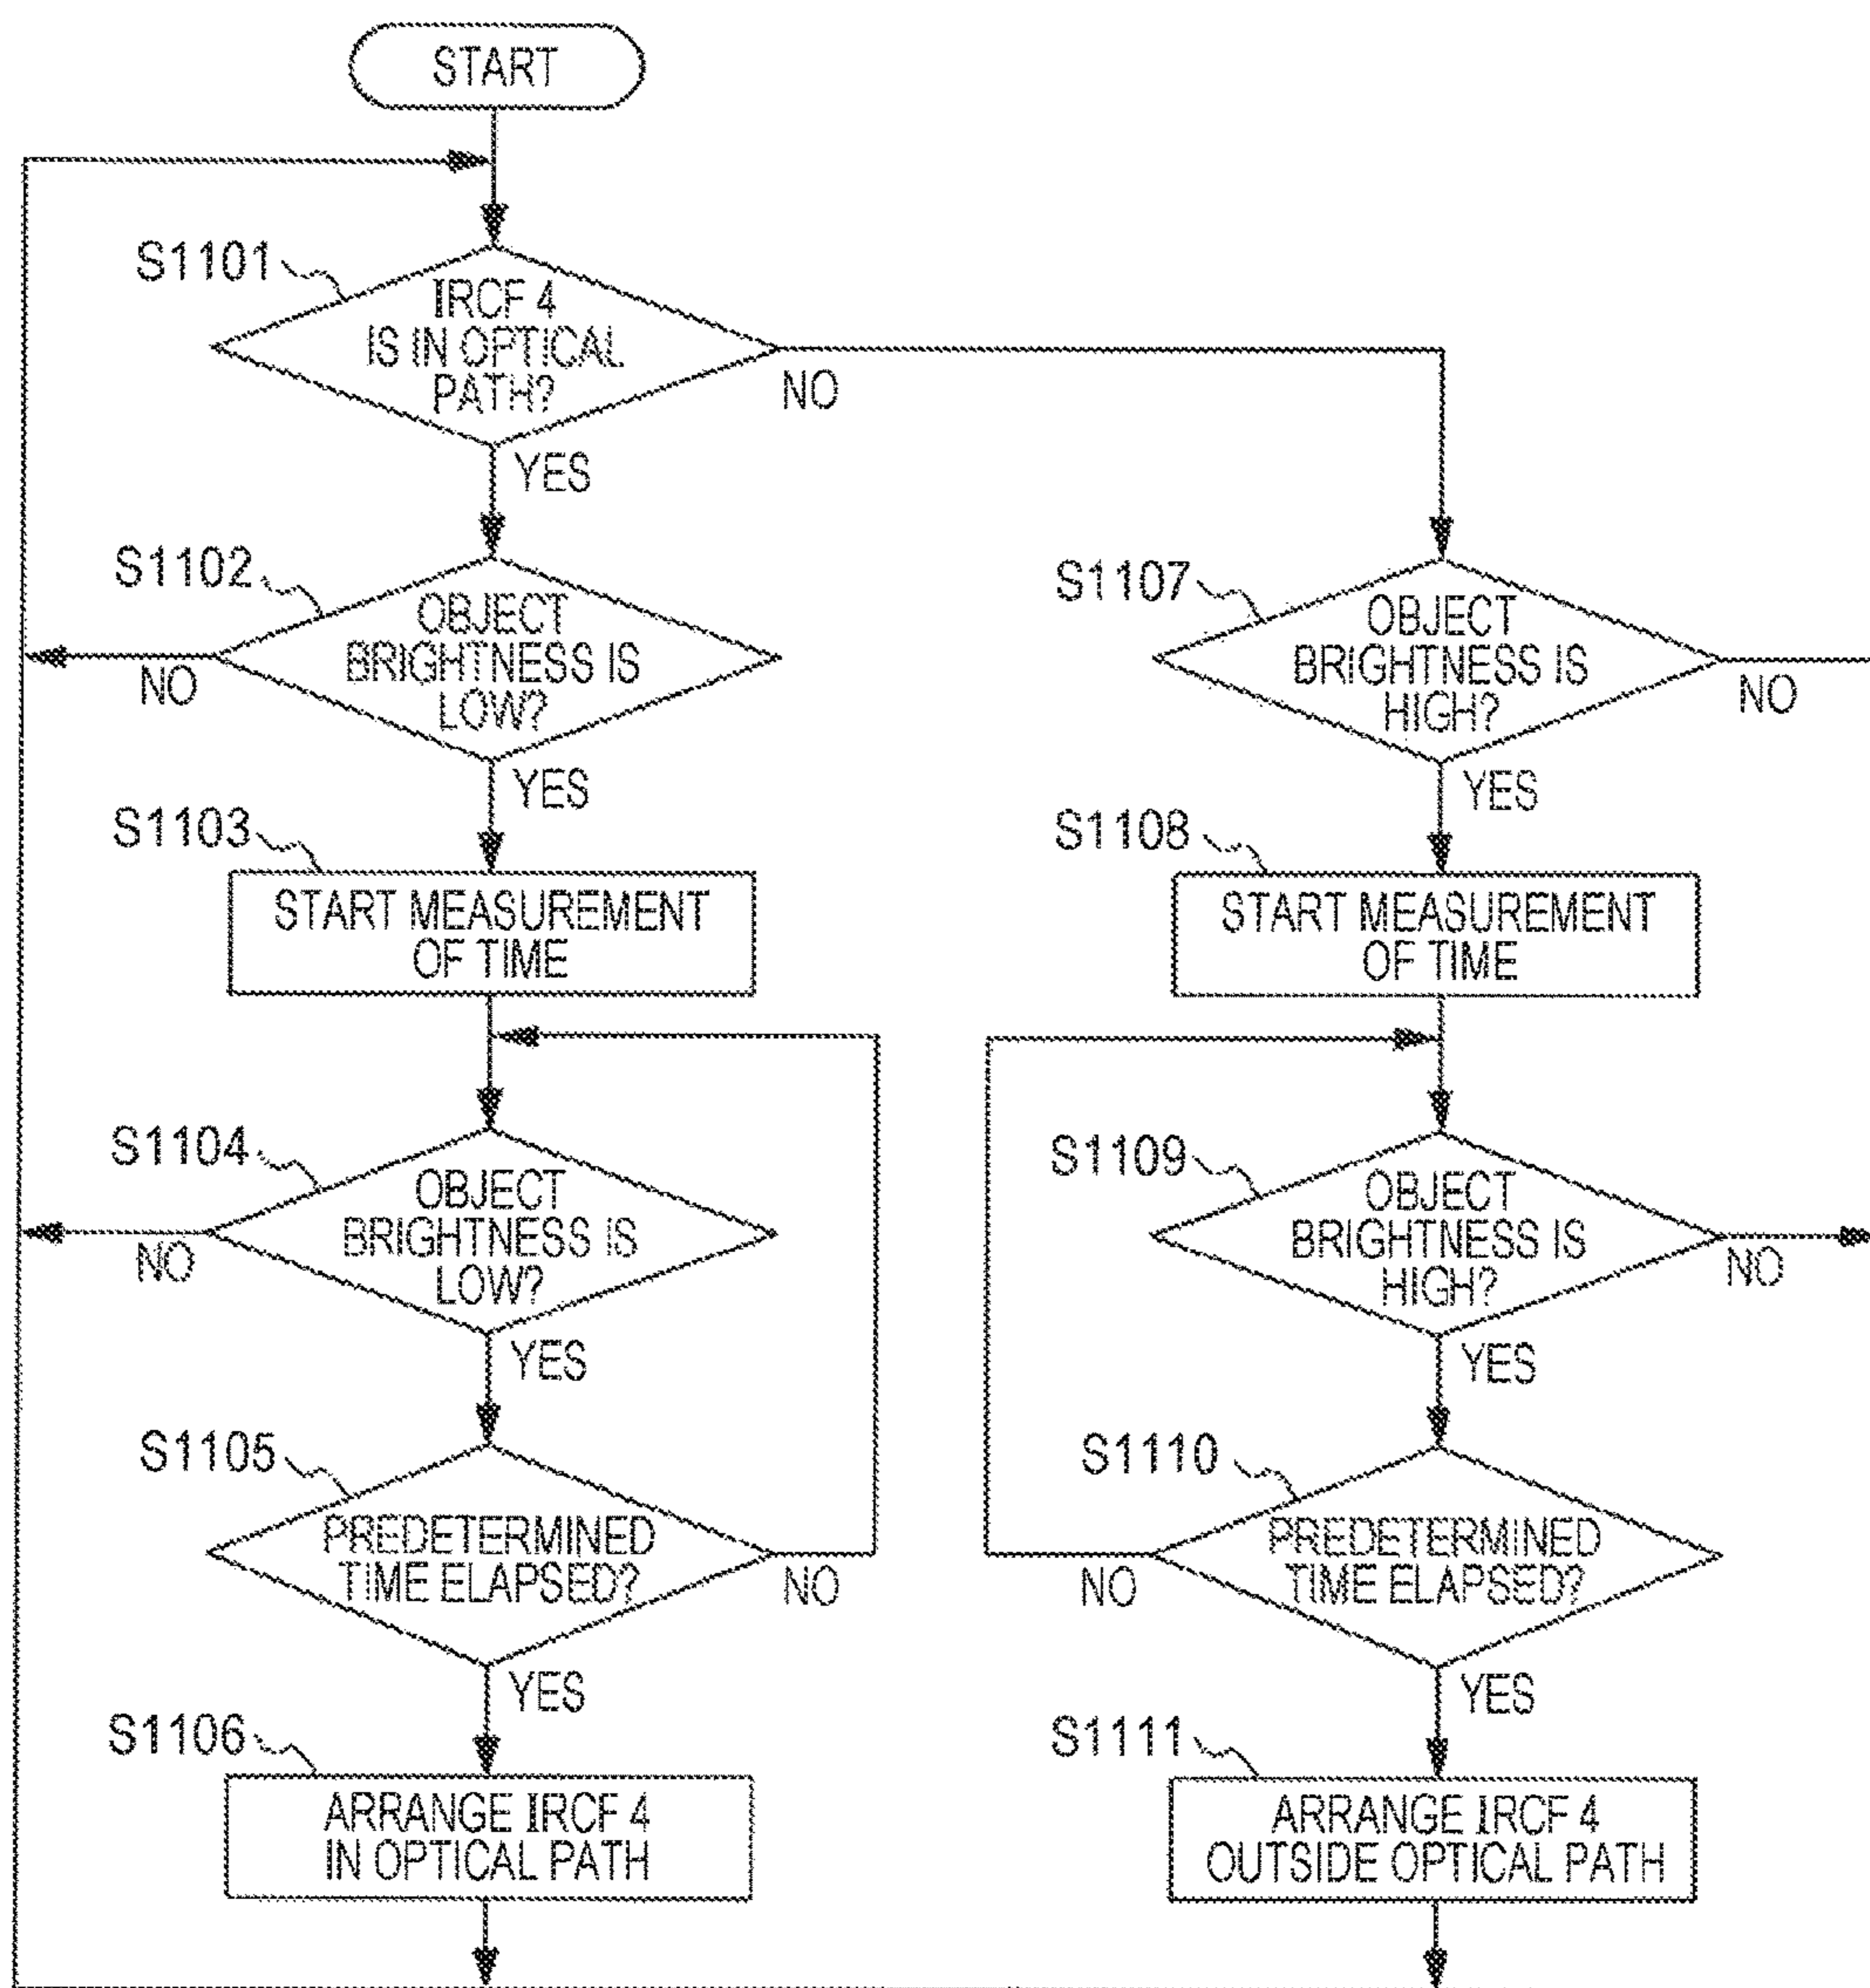 START
S1101
IRCF 4
IS IN OPTICAL
PATH?
NO
YES
S1102
OBJECT
BRIGHTNESS IS
LOW?
NO
YES
S1107
OBJECT
BRIGHTNESS IS
HIGH?
NO
YES
S1103
START MEASUREMENT
OF TIME
S1108
START MEASUREMENT
OF TIME
S1104
OBJECT
BRIGHTNESS IS
LOW?
NO
YES
S1109
OBJECT
BRIGHTNESS IS
HIGH?
NO
YES
S1105
PREDETERMINED
TIME ELAPSED?
NO
YES
S1110
PREDETERMINED
TIME ELAPSED?
NO
YES
S1106
ARRANGE IRCF 4
IN OPTICAL PATH
S1111
ARRANGE IRCF 4
OUTSIDE OPTICAL PATH